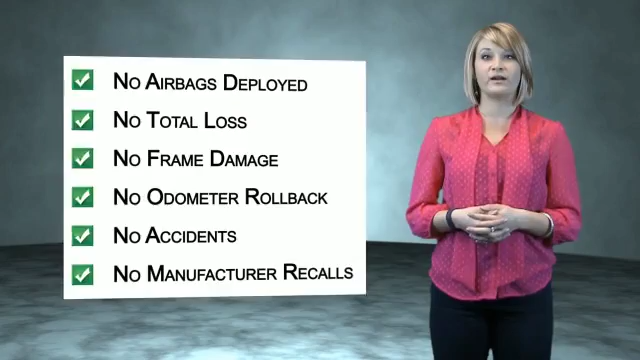 No Airbags Deployed
No Total Loss
No Frame Damage
No Odometer Rollback
No Accidents
No Manufacturer Recalls